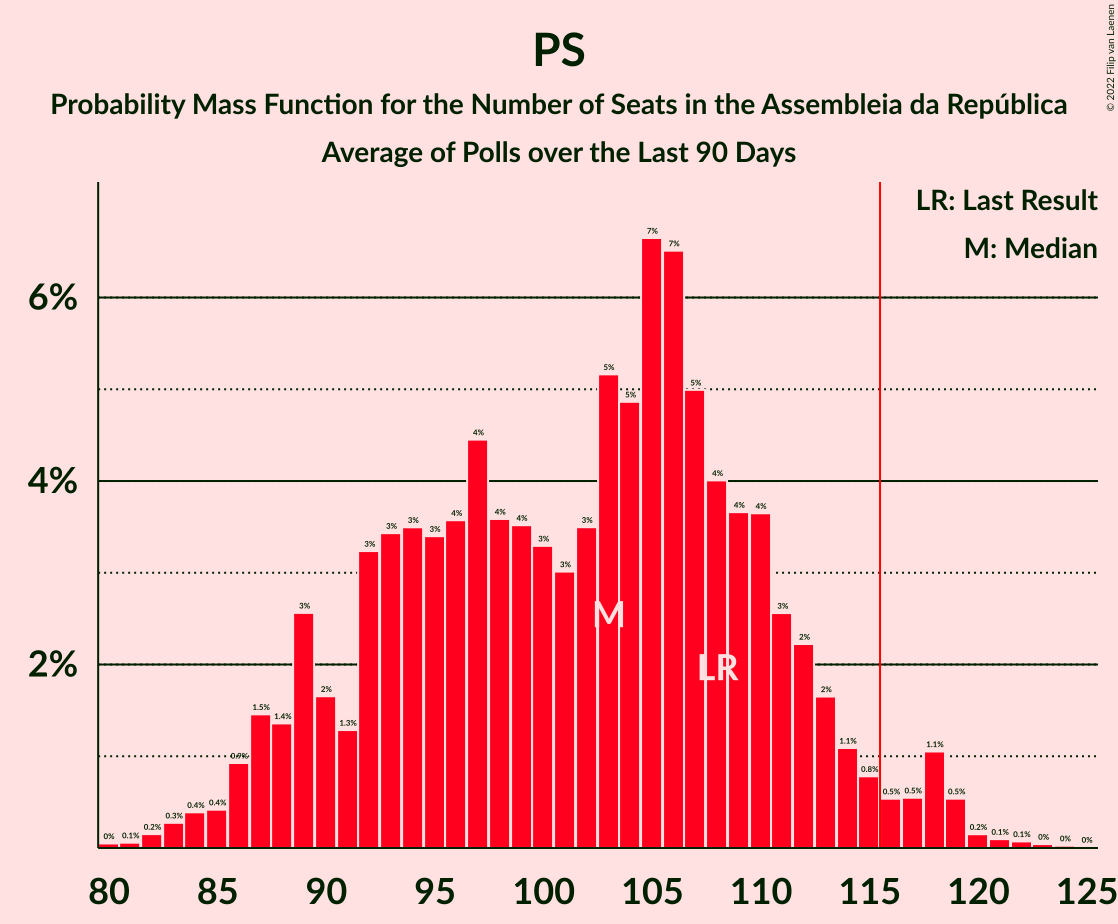 PS
Probability Mass Function for the Number of Seats in the Assembleia da República
Average of Polls over the Last 90 Days
© 2022 Filip van Laenen
LR: Last Result
M: Median
6%
4%
2%
0% 0.1% 0.2% 0.3% 0.4% 0.4% 0.9% 1.5% 1.4% 3% 2% 1.3% 3% 3% 3% 3% 4% 4% 4% 4% 3% 3% 3% 5% 5% 7% 7% 5% 4% 4% 4% 3% 2% 2% 1.1% 0.8% 0.5% 0.5% 1.1% 0.5% 0.2% 0.1% 0.1% 0% 0% 0%
M
LR
80 85 90 95 100 105 110 115 120 125